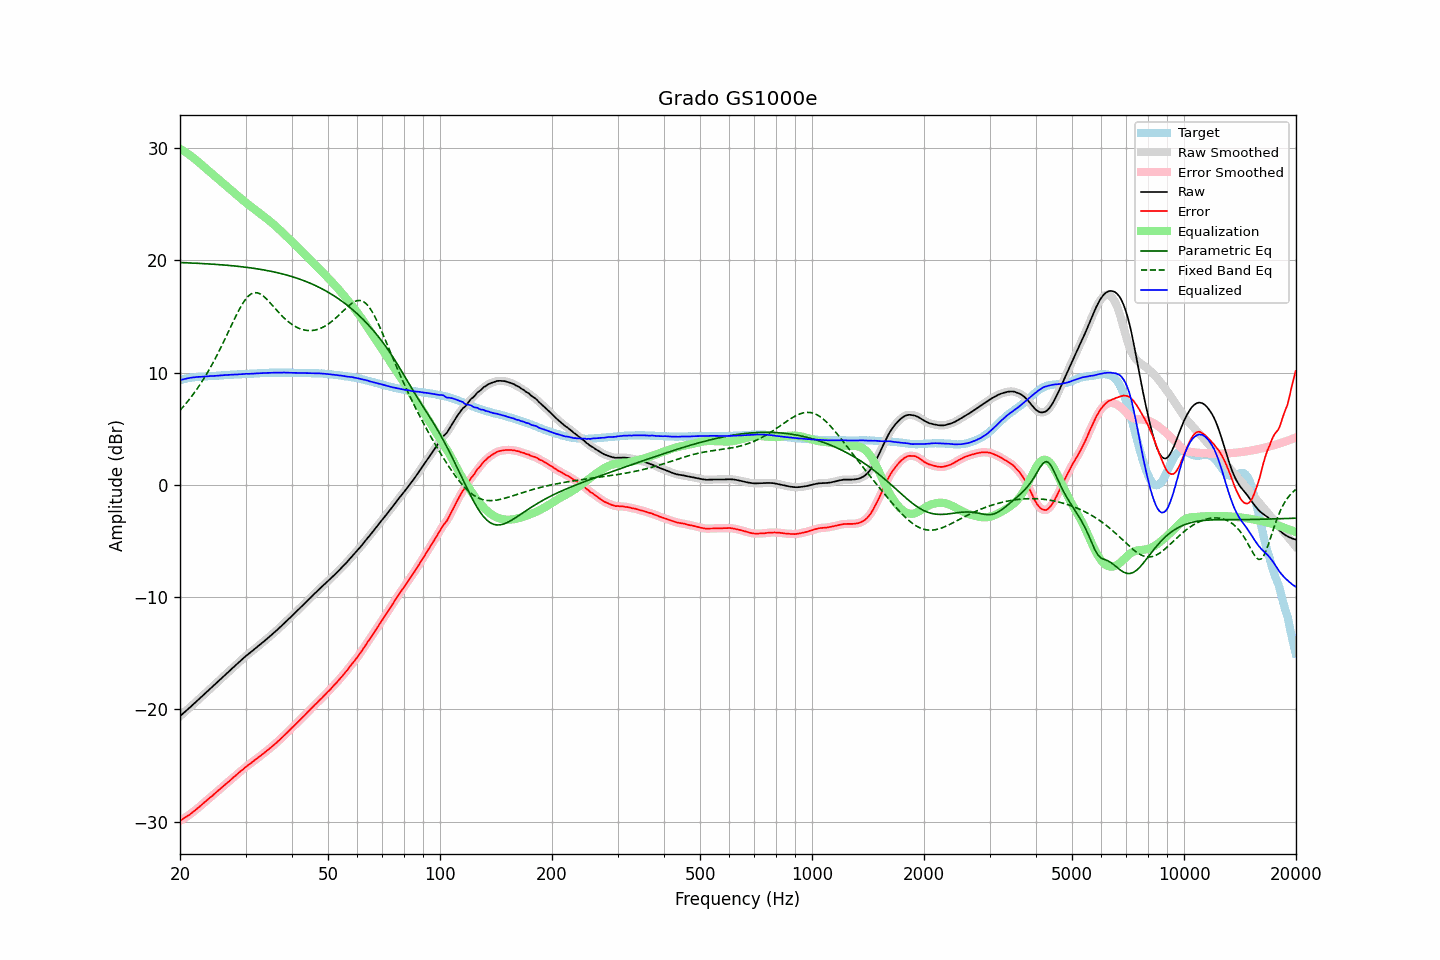 Grado GS1000e
Amplitude (dBr)
30
20
10
0
−10
−20
−30
20
50
100
200
500
1000
2000
5000
10000
20000
Frequency (Hz)
Target
Raw Smoothed
Error Smoothed
Raw
Error
Equalization
Parametric Eq
Fixed Band Eq
Equalized